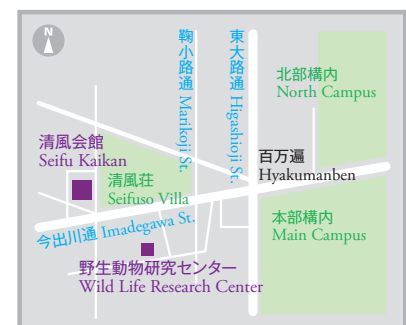 N
鞠小路通 Marikoji St.
東大路通 Higashioji St.
北部構内
North Campus
清風会館
Seifu Kaikan
清風荘
Seifuso Villa
百万遍
Hyakumanben
今出川通 Imadegawa St.
本部構内
Main Campus
野生動物研究センター
Wild Life Research Center